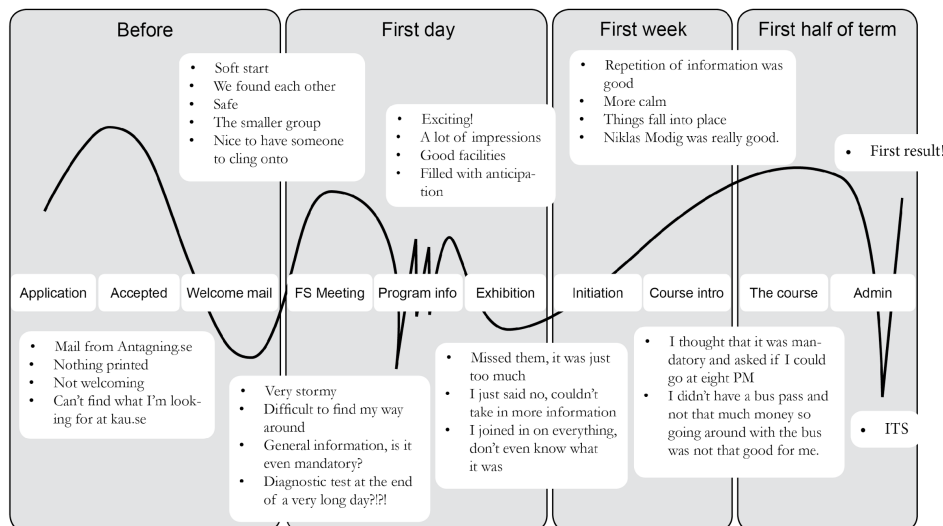 Before
First day
First week
First half of term
• Soft start
• We found each other
• Safe
• The smaller group
• Nice to have someone
to cling onto
• Exciting!
• A lot of impressions
• Good facilities
• Filled with anticipa-
tion
• Repetition of information was
good
• More calm
• Things fall into place
• Niklas Modig was really good.
• First result!
Application
Accepted
Welcome mail
FS Meeting
Program info
Exhibition
Initiation
Course intro
The course
Admin
• Mail from Antagning.se
• Nothing printed
• Not welcoming
• Can't find what I'm look-
ing for at kau.se
• Very stormy
• Difficult to find my way
around
• General information, is it
even mandatory?
• Diagnostic test at the end
of a very long day?!?!
• Missed them, it was just
too much
• I just said no, couldn't
take in more information
• I joined in on everything,
don't even know what
it was
• I thought that it was man-
datory and asked if I could
go at eight PM
• I didn't have a bus pass and
not that much money so
going around with the bus
was not that good for me.
• ITS